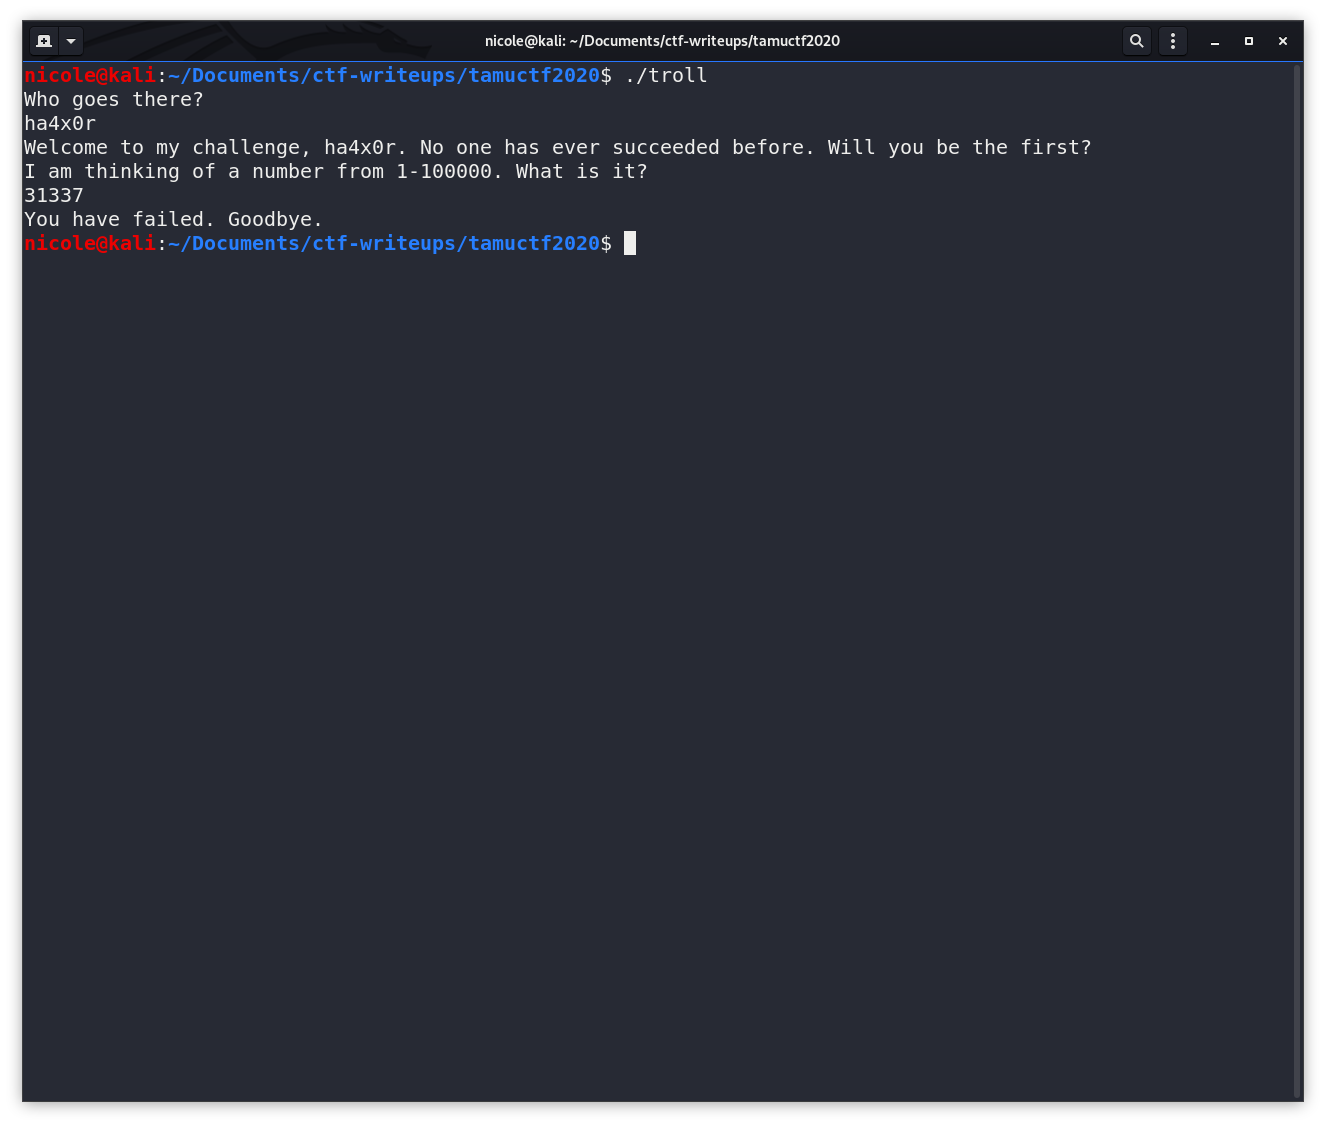 nicole@kali: ~/Documents/ctf-writeups/tamuctf2020
nicole@kali:~/Documents/ctf-writeups/tamuctf2020$ ./troll
Who goes there?
ha4x0r
Welcome to my challenge, ha4x0r. No one has ever succeeded before. Will you be the first?
I am thinking of a number from 1-100000. What is it?
31337
You have failed. Goodbye.
nicole@kali:~/Documents/ctf-writeups/tamuctf2020$